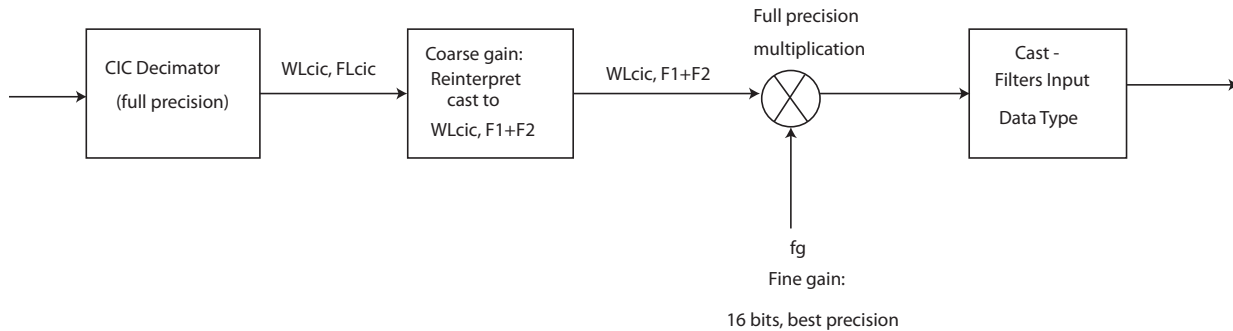 CIC Decimator
(full precision)
WLcic, FLcic
Coarse gain:
Reinterpret
cast to
WLcic, F1+F2
WLcic, F1+F2
Full precision
multiplication
fg
Fine gain:
16 bits, best precision
Cast -
Filters Input
Data Type